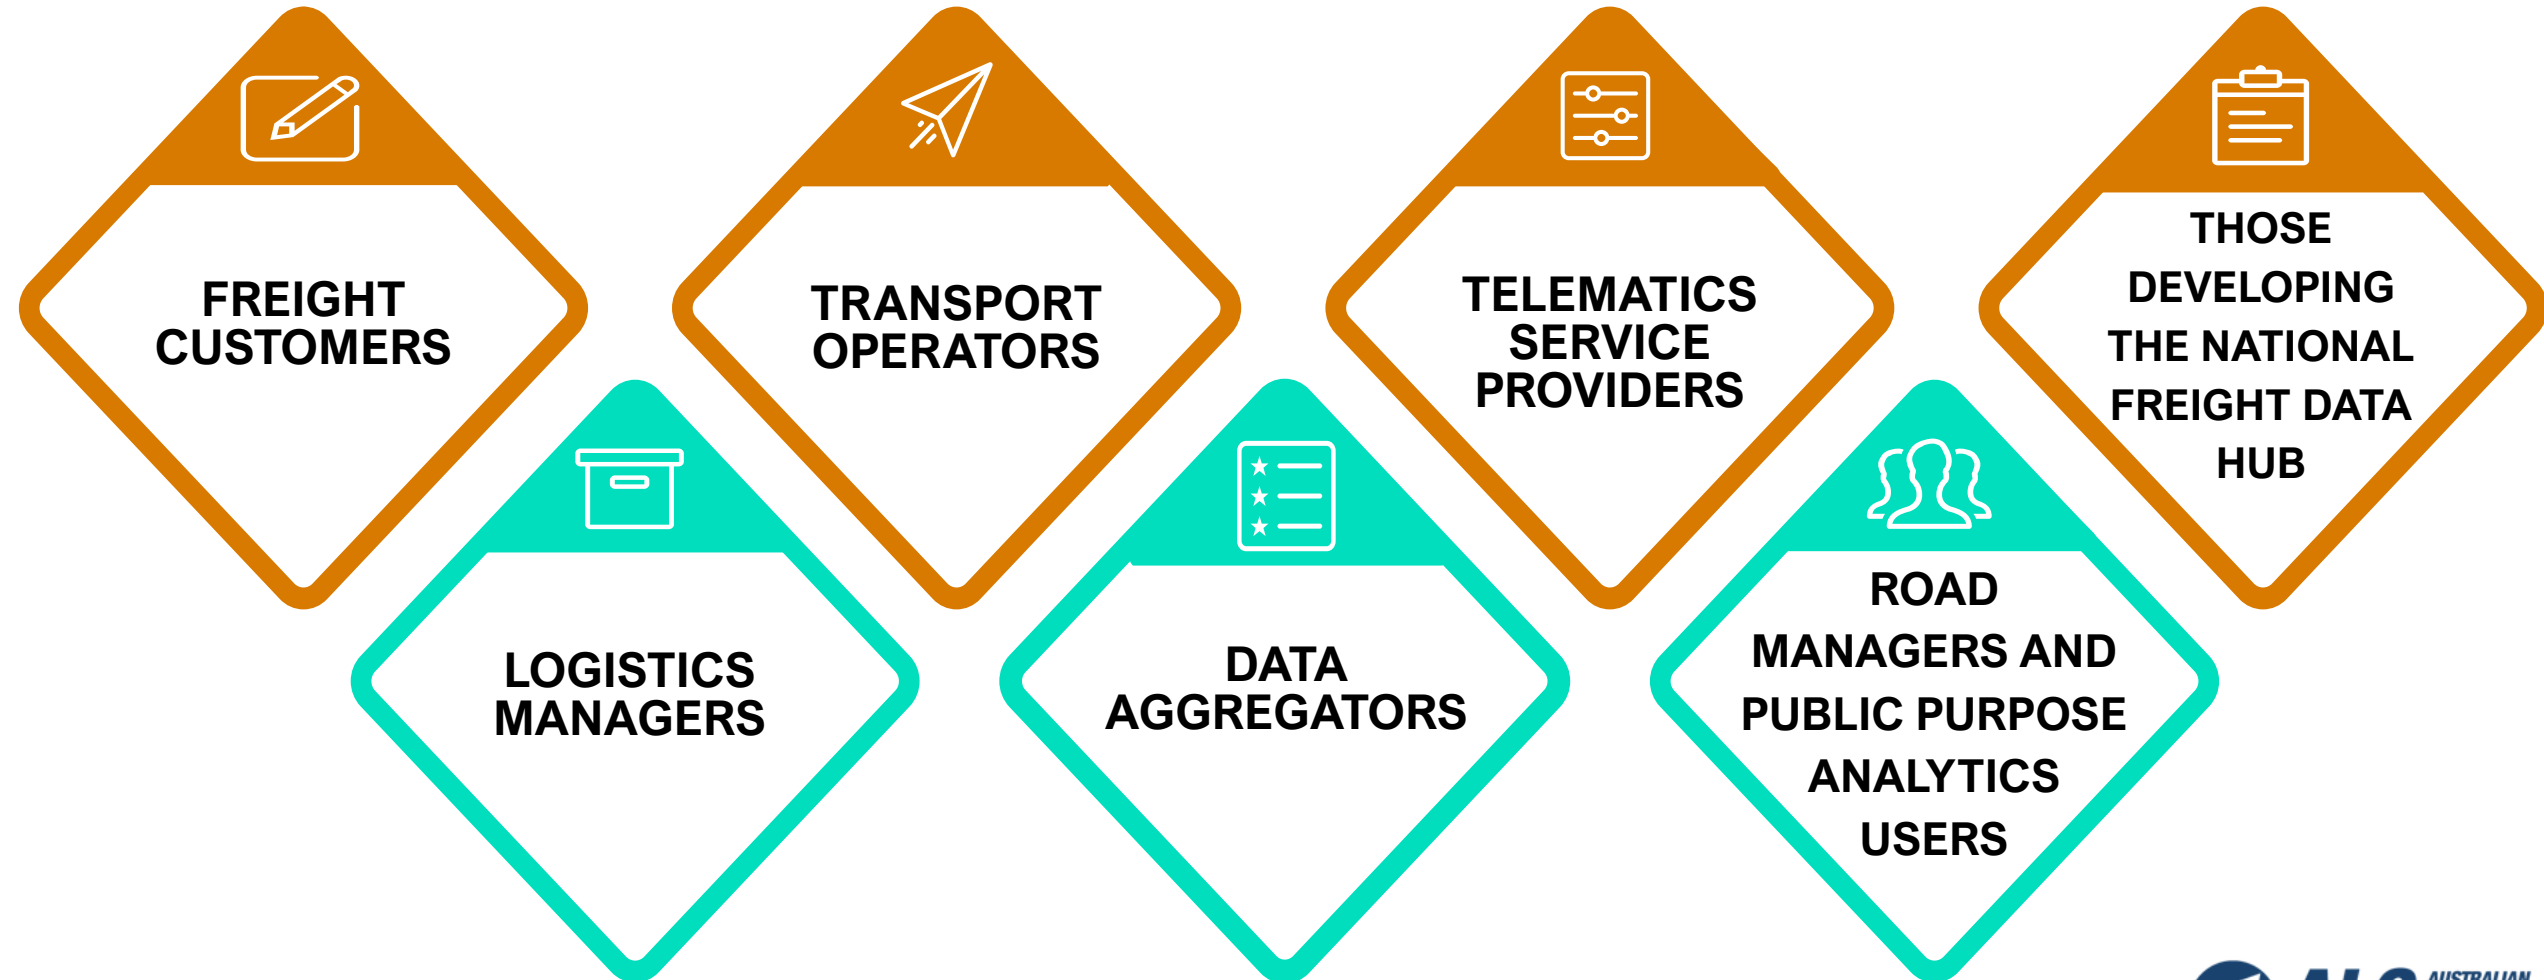 FREIGHT
CUSTOMERS
TRANSPORT
OPERATORS
TELEMATICS
SERVICE
PROVIDERS
THOSE
DEVELOPING
THE NATIONAL
FREIGHT DATA
HUB
LOGISTICS
MANAGERS
DATA
AGGREGATORS
ROAD
MANAGERS AND
PUBLIC PURPOSE
ANALYTICS
USERS
AUSTRALIAN